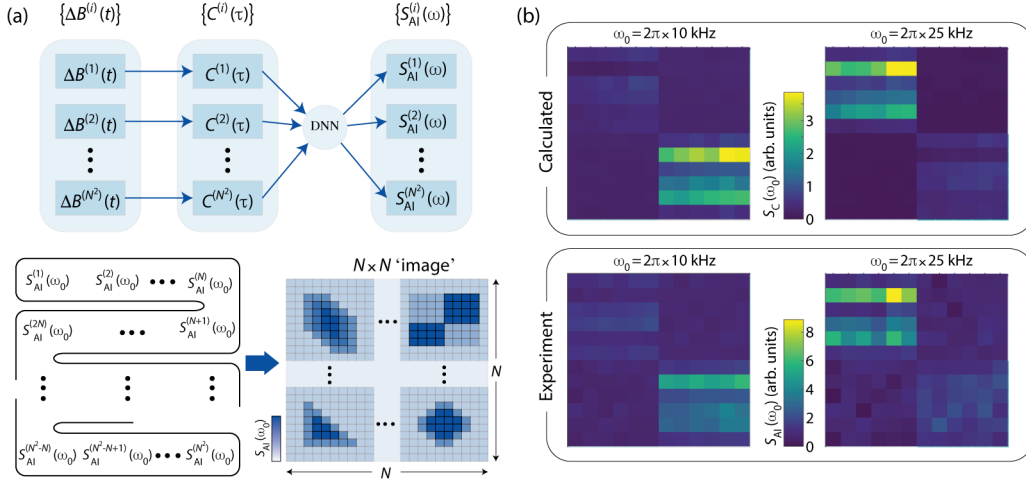 (a)
{ΔB^(i)(t)} {C^(i)(τ)} {S_AI^(i)(ω)}
ΔB^(1)(t) C^(1)(τ) S_AI^(1)(ω)
ΔB^(2)(t) C^(2)(τ) DNN S_AI^(2)(ω)
ΔB^(N²)(t) C^(N²)(τ) S_AI^(N²)(ω)
S_AI^(1)(ω₀) S_AI^(2)(ω₀) ••• S_AI^(N)(ω₀)
S_AI^(2N)(ω₀) ••• S_AI^(N+1)(ω₀)
S_AI^(N²-N)(ω₀) S_AI^(N²-N+1)(ω₀) ••• S_AI^(N²)(ω₀)
N × N 'image'
N
S_AI(ω₀)
N
(b)
Calculated
ω₀ = 2π × 10 kHz
ω₀ = 2π × 25 kHz
S_C(ω₀) (arb. units)
3
2
1
0
Experiment
ω₀ = 2π × 10 kHz
ω₀ = 2π × 25 kHz
S_AI(ω₀) (arb. units)
8
6
4
2
0